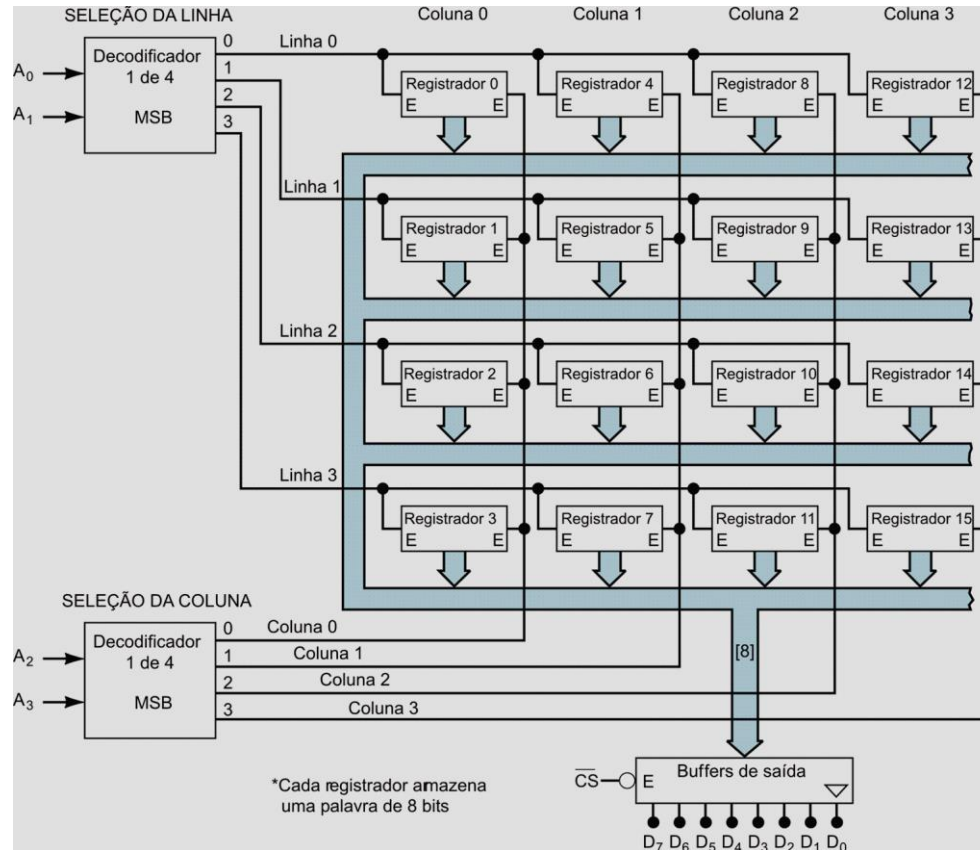 SELEÇÃO DA LINHA
Coluna 0 Coluna 1 Coluna 2 Coluna 3
Decodificador
1 de 4
MSB
A0
A1
0
1
2
3
Linha 0
Registrador 0 Registrador 4 Registrador 8 Registrador 12
E E E E E E E
Linha 1
Registrador 1 Registrador 5 Registrador 9 Registrador 13
E E E E E E E
Linha 2
Registrador 2 Registrador 6 Registrador 10 Registrador 14
E E E E E E E
Linha 3
Registrador 3 Registrador 7 Registrador 11 Registrador 15
E E E E E E E E
SELEÇÃO DA COLUNA
Decodificador
1 de 4
MSB
A2
A3
0 Coluna 0
1 Coluna 1
2 Coluna 2
3 Coluna 3
[8]
*Cada registrador armazena
uma palavra de 8 bits
CS E Buffers de saída
D7 D6 D5 D4 D3 D2 D1 D0